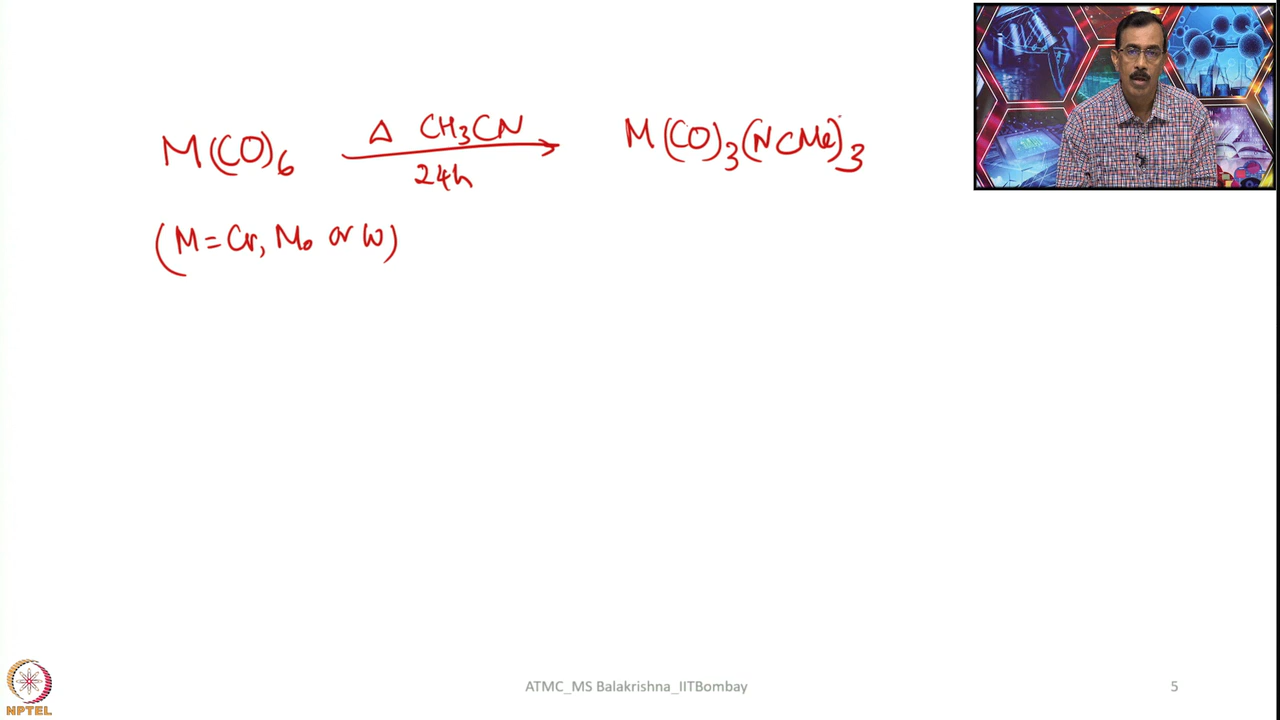 M(CO)₆ Δ CH₃CN 24h → M(CO)₃(NCMe)₃
(M = Cr, Mo or W)
ATMC_MS Balakrishna_IITBombay 5
NPTEL